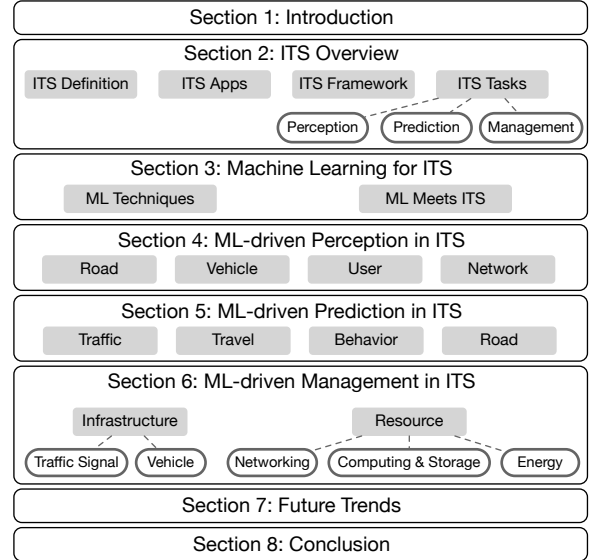 Section 1: Introduction
Section 2: ITS Overview
ITS Definition
ITS Apps
ITS Framework
ITS Tasks
Perception
Prediction
Management
Section 3: Machine Learning for ITS
ML Techniques
ML Meets ITS
Section 4: ML-driven Perception in ITS
Road
Vehicle
User
Network
Section 5: ML-driven Prediction in ITS
Traffic
Travel
Behavior
Road
Section 6: ML-driven Management in ITS
Infrastructure
Resource
Traffic Signal
Vehicle
Networking
Computing & Storage
Energy
Section 7: Future Trends
Section 8: Conclusion